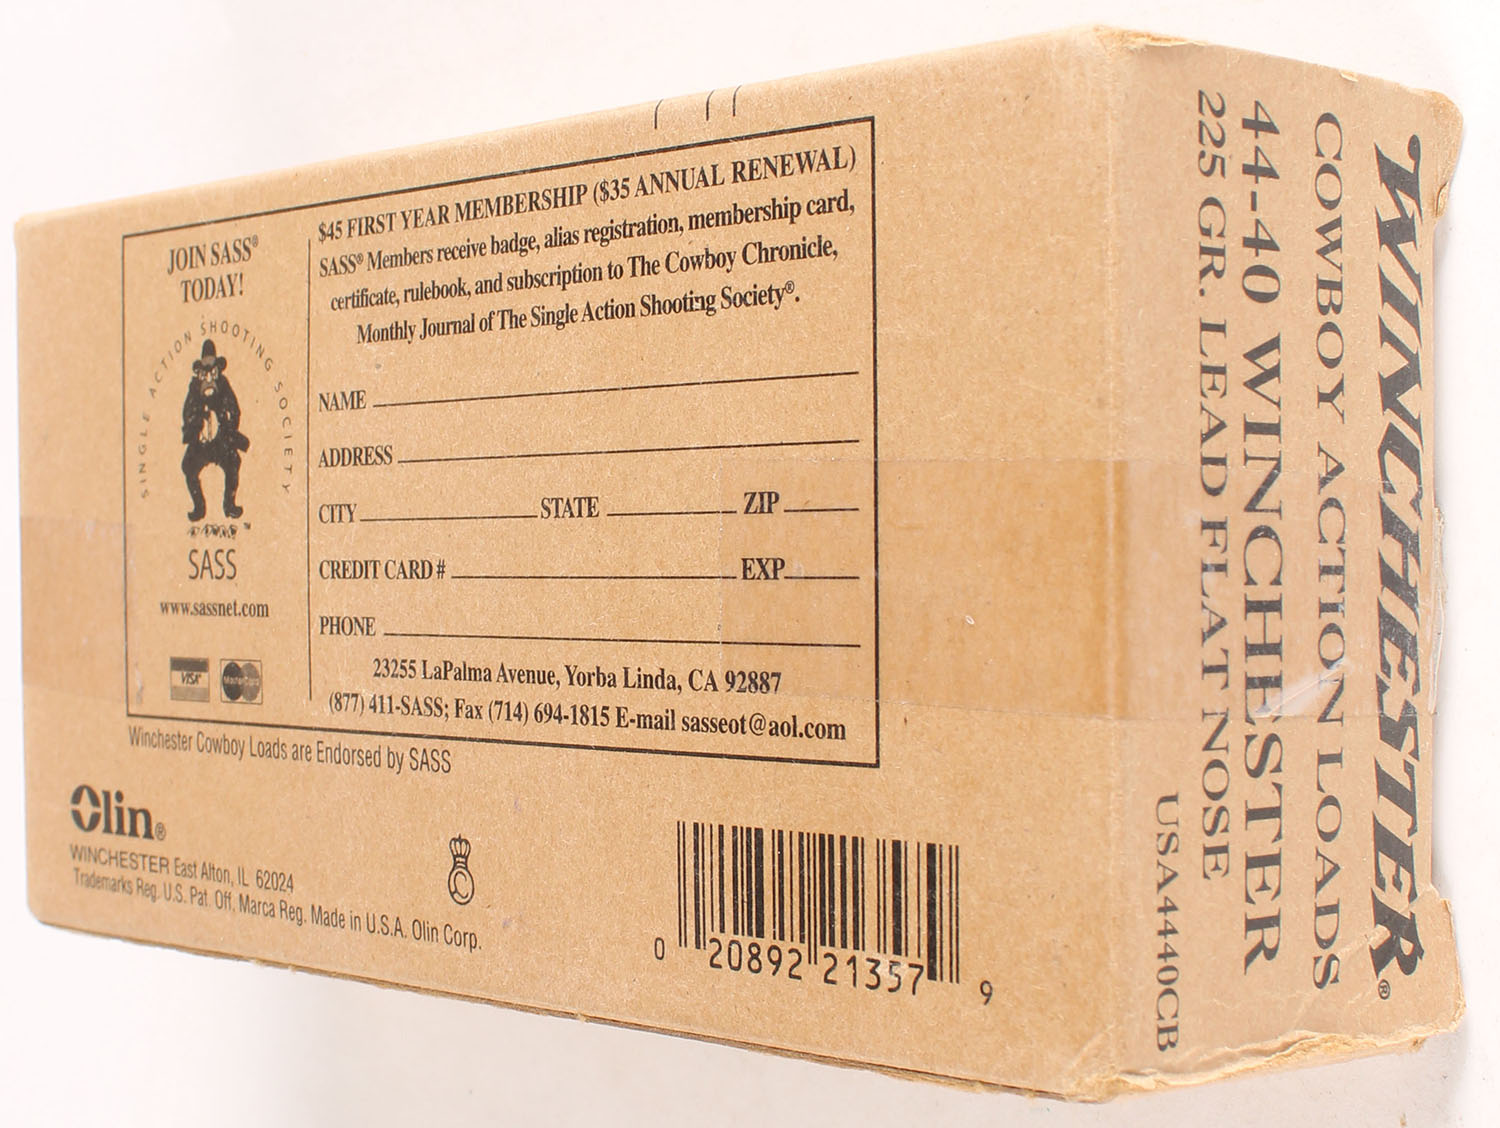 JOIN SASS®
TODAY!
SINGLE ACTION SHOOTING SOCIETY
™
SASS
www.sassnet.com
VISA MasterCard
$45 FIRST YEAR MEMBERSHIP ($35 ANNUAL RENEWAL)
SASS® Members receive badge, alias registration, membership card,
certificate, rulebook, and subscription to The Cowboy Chronicle,
Monthly Journal of The Single Action Shooting Society®.
NAME
ADDRESS
CITY STATE ZIP
CREDIT CARD # EXP.
PHONE
23255 LaPalma Avenue, Yorba Linda, CA 92887
(877) 411-SASS; Fax (714) 694-1815 E-mail sasseot@aol.com
Winchester Cowboy Loads are Endorsed by SASS
Olin®
WINCHESTER East Alton, IL 62024
Trademarks Reg. U.S. Pat. Off, Marca Reg. Made in U.S.A. Olin Corp.
0 20892 21357 9
WINCHESTER®
COWBOY ACTION LOADS
44-40 WINCHESTER
225 GR. LEAD FLAT NOSE
USA4440CB